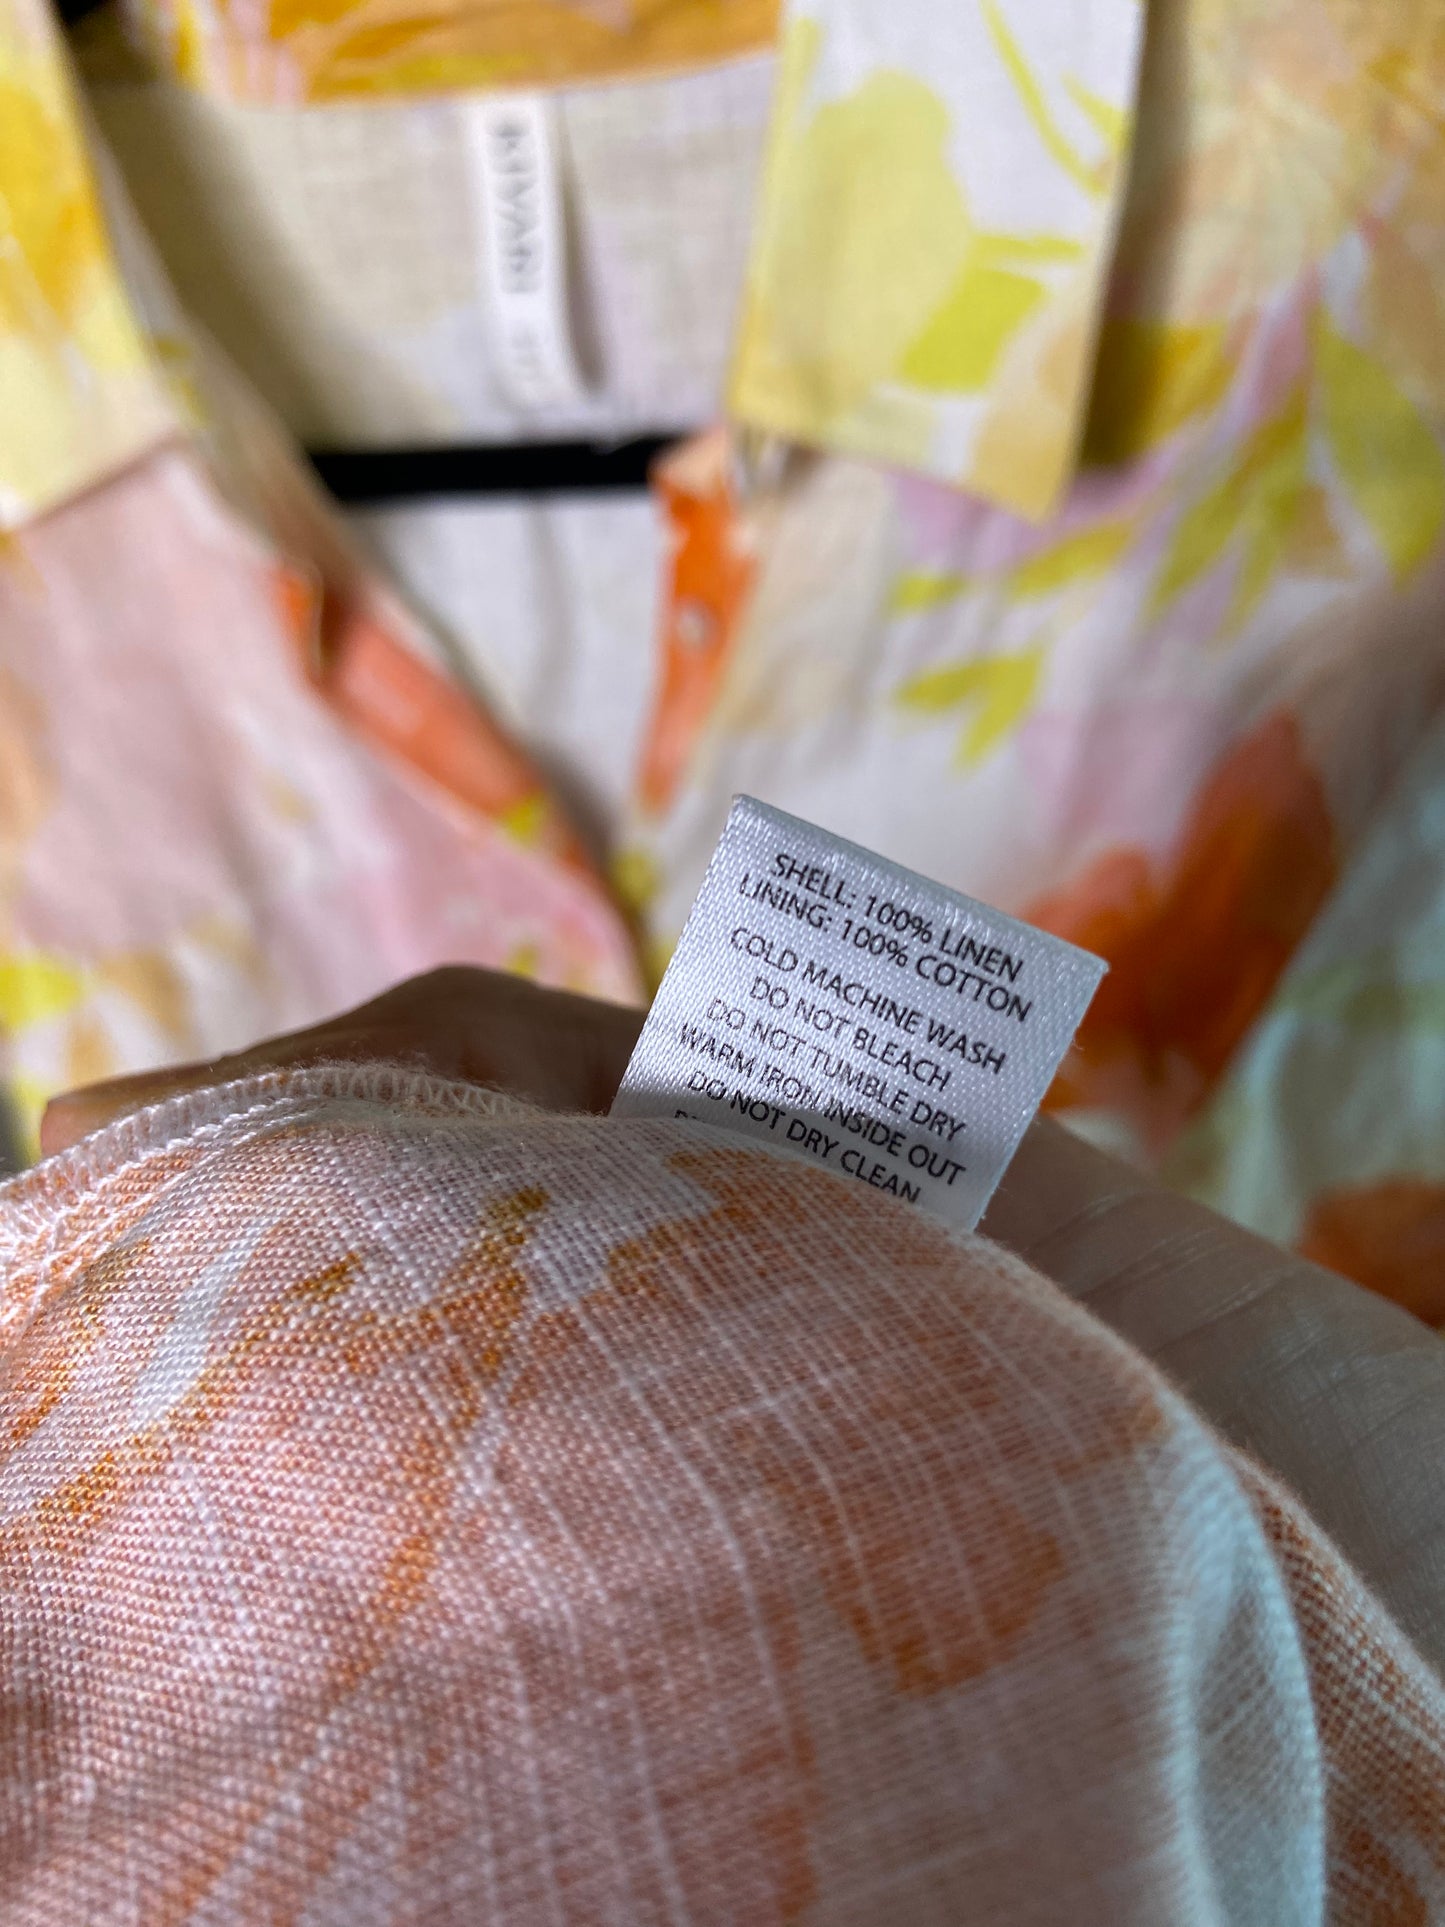 KIVARI
SHELL: 100% LINEN
LINING: 100% COTTON
COLD MACHINE WASH
DO NOT BLEACH
DO NOT TUMBLE DRY
WARM IRON INSIDE OUT
DO NOT DRY CLEAN